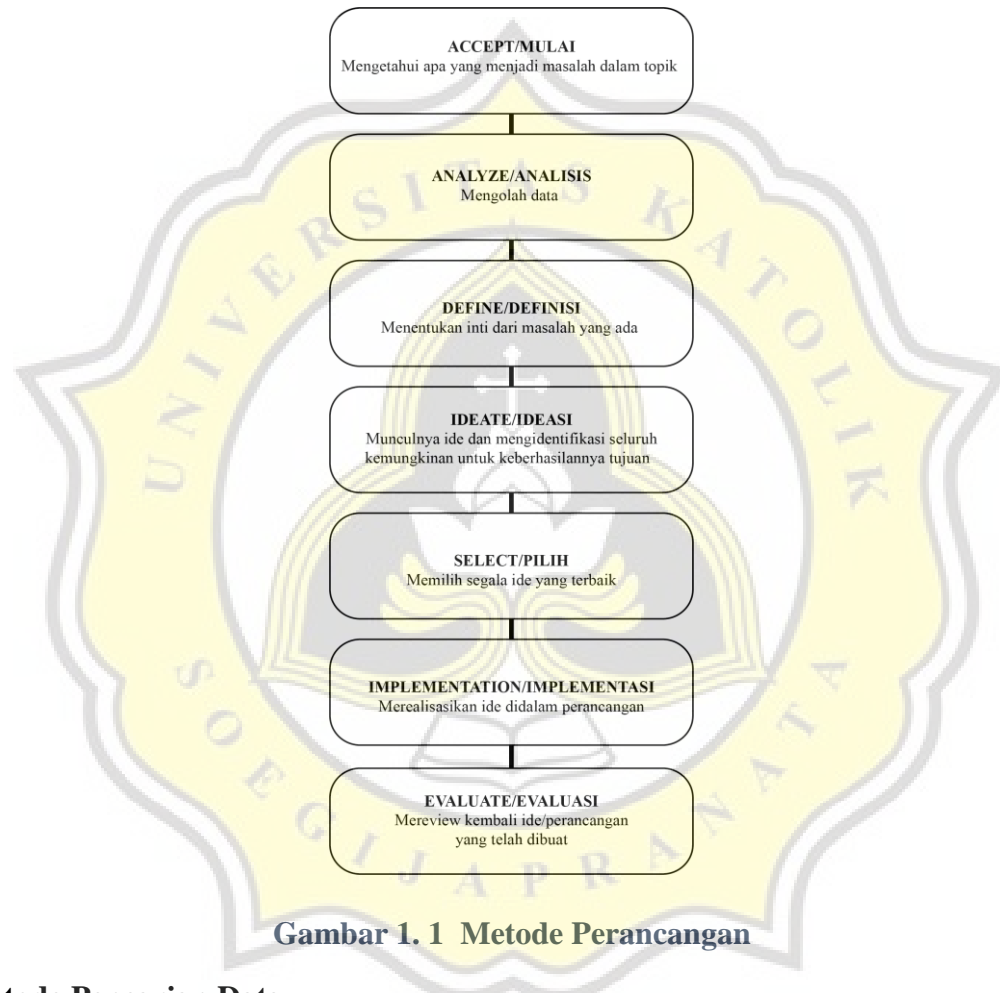 ACCEPT/MULAI
Mengetahui apa yang menjadi masalah dalam topik
ANALYZE/ANALISIS
Mengolah data
DEFINE/DEFINISI
Menentukan inti dari masalah yang ada
IDEATE/IDEASI
Munculnya ide dan mengidentifikasi seluruh
kemungkinan untuk keberhasilannya tujuan
SELECT/PILIH
Memilih segala ide yang terbaik
IMPLEMENTATION/IMPLEMENTASI
Merealisasikan ide didalam perancangan
EVALUATE/EVALUASI
Mereview kembali ide/perancangan
yang telah dibuat
UNIVERSITAS KATOLIK
SOEGIJAPRANATA
Gambar 1. 1 Metode Perancangan